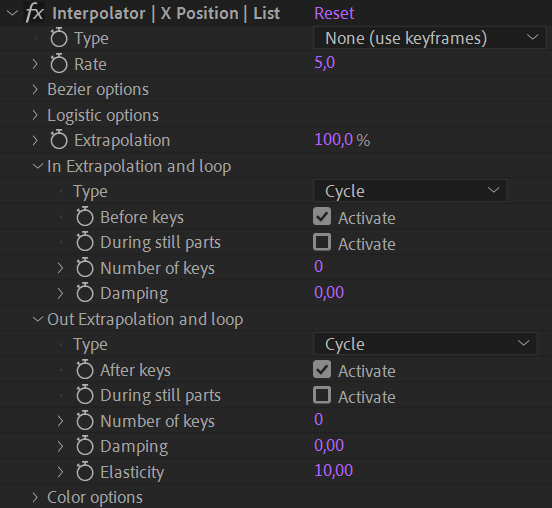 fx Interpolator | X Position | List Reset
Type None (use keyframes)
Rate 5,0
Bezier options
Logistic options
Extrapolation 100,0 %
In Extrapolation and loop
Type Cycle
Before keys Activate
During still parts Activate
Number of keys 0
Damping 0,00
Out Extrapolation and loop
Type Cycle
After keys Activate
During still parts Activate
Number of keys 0
Damping 0,00
Elasticity 10,00
Color options